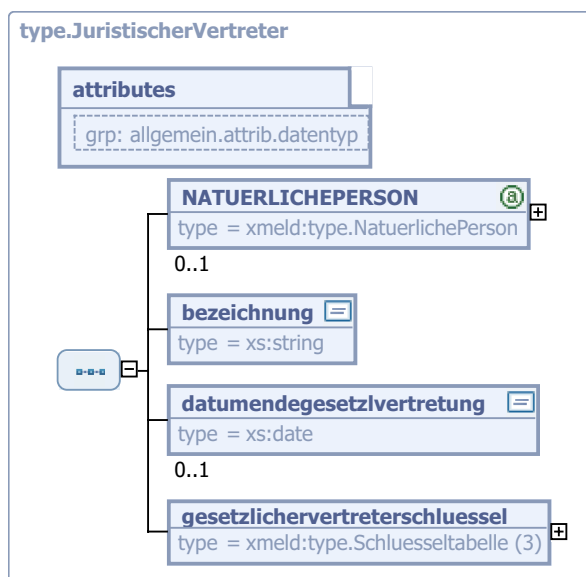 type.JuristischerVertreter
attributes
grp: allgemein.attrib.datentyp
NATUERLICHEPERSON
type = xmeld:type.NatuerlichePerson
0..1
bezeichnung
type = xs:string
datumendegesetzlvertretung
type = xs:date
0..1
gesetzlichervertreterschluessel
type = xmeld:type.Schluesseltabelle (3)